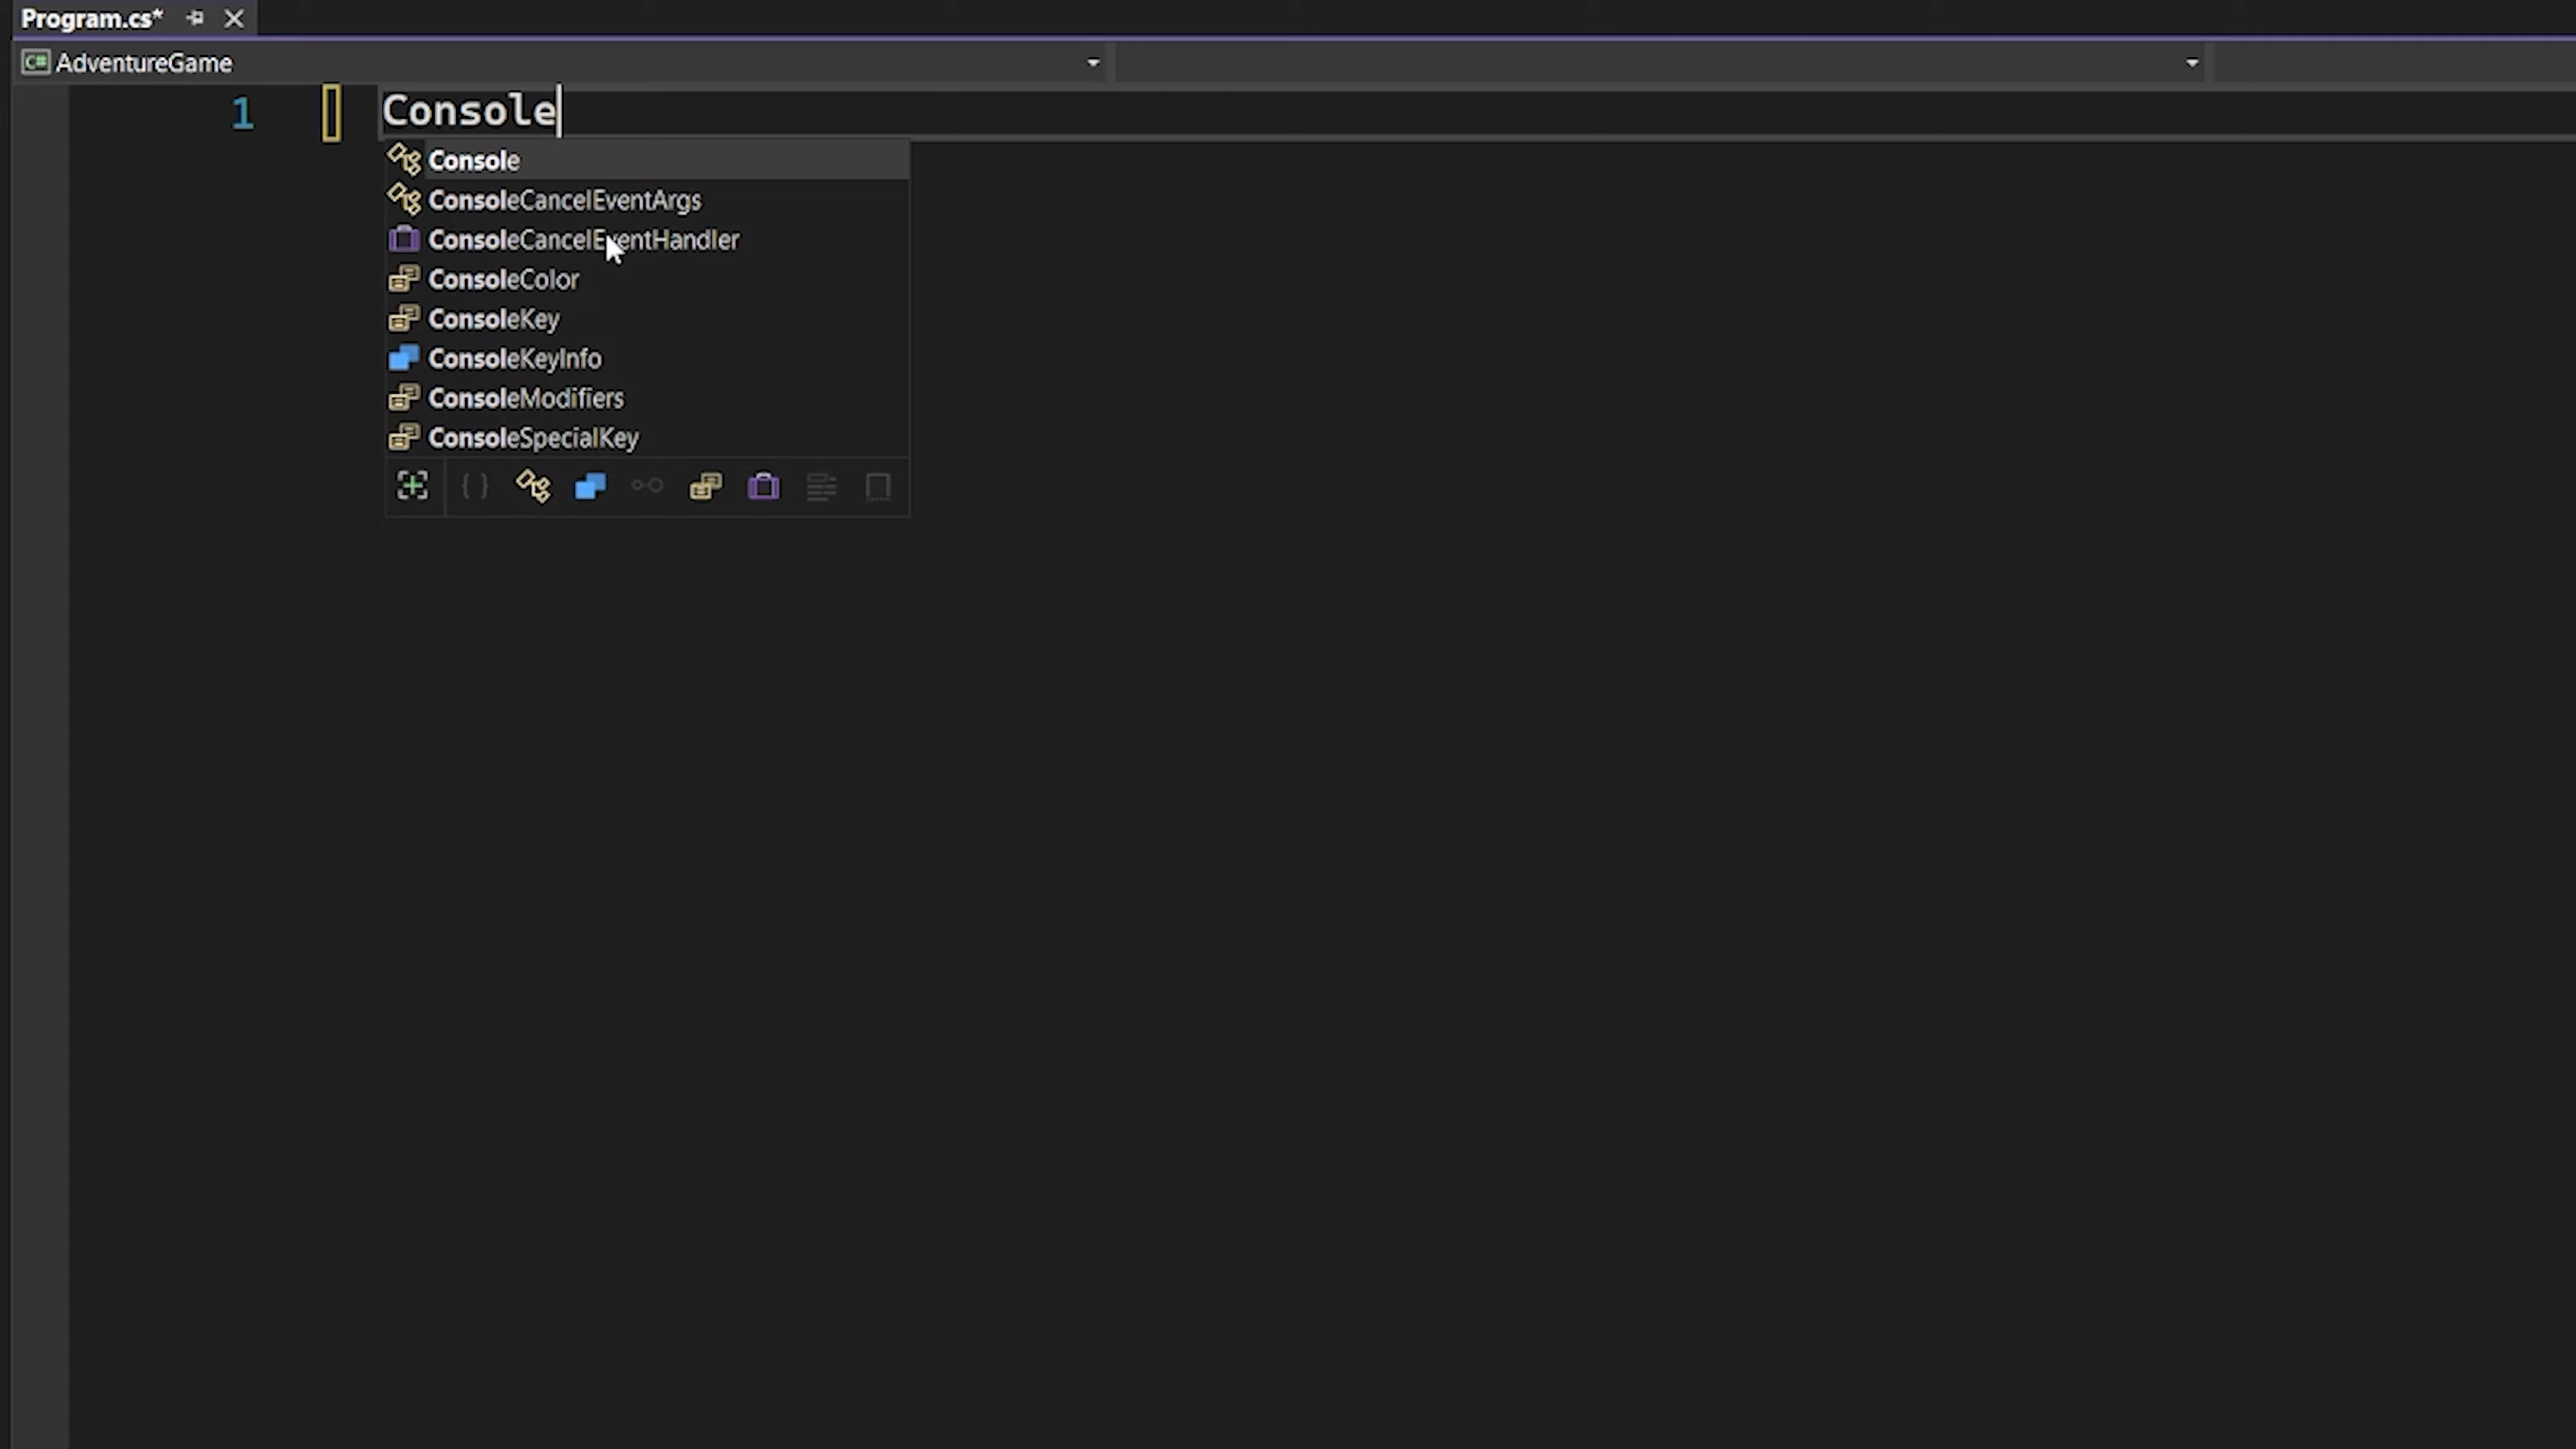 Program.cs*
C# AdventureGame
1 Console
Console
ConsoleCancelEventArgs
ConsoleCancelEventHandler
ConsoleColor
ConsoleKey
ConsoleKeyInfo
ConsoleModifiers
ConsoleSpecialKey